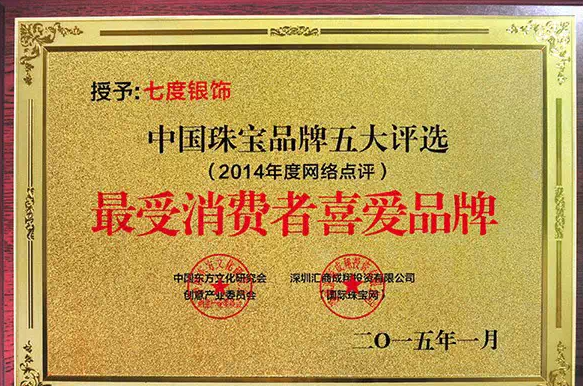 授予:七度银饰
中国珠宝品牌五大评选
（2014年度网络点评）
最受消费者喜爱品牌
中国东方文化研究会 深圳汇商成翔投资有限公司
创意产业委员会 （国际珠宝网）
二〇一五年一月